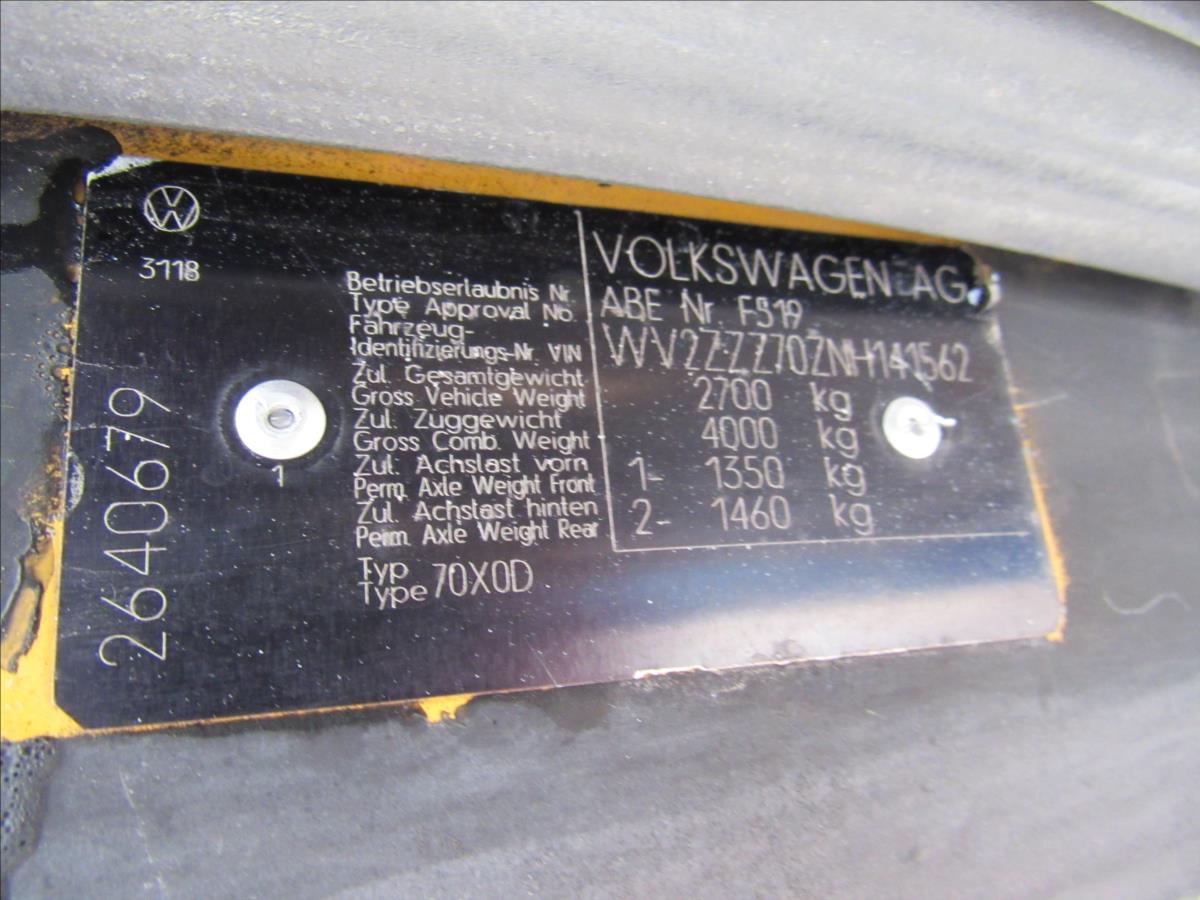 3118
2640679
1
Betriebserlaubnis Nr.
Type Approval No.
Fahrzeug-
Identifizierungs-Nr. VIN
Zul. Gesamtgewicht
Gross Vehicle Weight
Zul. Zuggewicht
Gross Comb. Weight
Zul. Achslast vorn
Perm. Axle Weight Front
Zul. Achslast hinten
Perm. Axle Weight Rear
Typ
Type 70X0D
VOLKSWAGEN AG
ABE Nr. F519
WV2ZZZ70ZNH141562
2700 kg
4000 kg
1- 1350 kg
2- 1460 kg